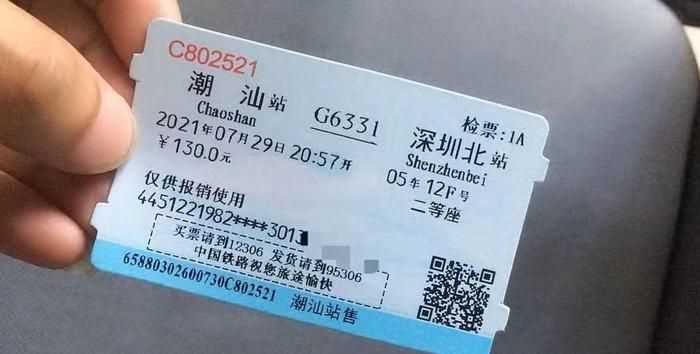 C802521
潮汕站 G6331 检票:1A
深圳北站
Chaoshan Shenzhenbei
2021年07月29日 20:57开 05车 12F号
￥130.0元 二等座
仅供报销使用
4451221982****3013
买票请到12306 发货请到95306
中国铁路祝您旅途愉快
65880302600730C802521 潮汕站售